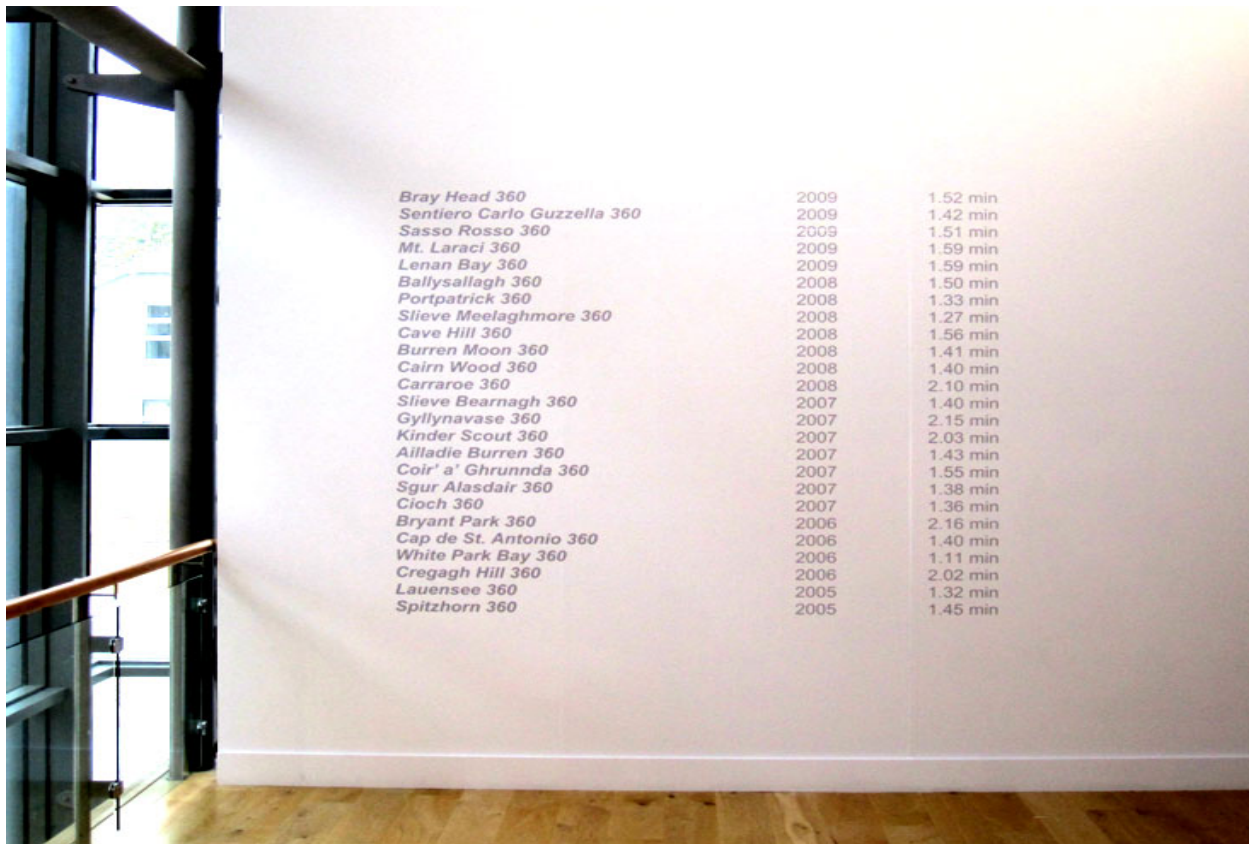 Bray Head 360 2009 1.52 min
Sentiero Carlo Guzzella 360 2009 1.42 min
Sasso Rosso 360 2009 1.51 min
Mt. Laraci 360 2009 1.59 min
Lenan Bay 360 2009 1.59 min
Ballysallagh 360 2008 1.50 min
Portpatrick 360 2008 1.33 min
Slieve Meelaghmore 360 2008 1.27 min
Cave Hill 360 2008 1.56 min
Burren Moon 360 2008 1.41 min
Cairn Wood 360 2008 1.40 min
Carraroe 360 2008 2.10 min
Slieve Bearnagh 360 2007 1.40 min
Gyllynavase 360 2007 2.15 min
Kinder Scout 360 2007 2.03 min
Ailladie Burren 360 2007 1.43 min
Coir' a' Ghrunnda 360 2007 1.55 min
Sgur Alasdair 360 2007 1.38 min
Cioch 360 2007 1.36 min
Bryant Park 360 2006 2.16 min
Cap de St. Antonio 360 2006 1.40 min
White Park Bay 360 2006 1.11 min
Cregagh Hill 360 2006 2.02 min
Lauensee 360 2005 1.32 min
Spitzhorn 360 2005 1.45 min